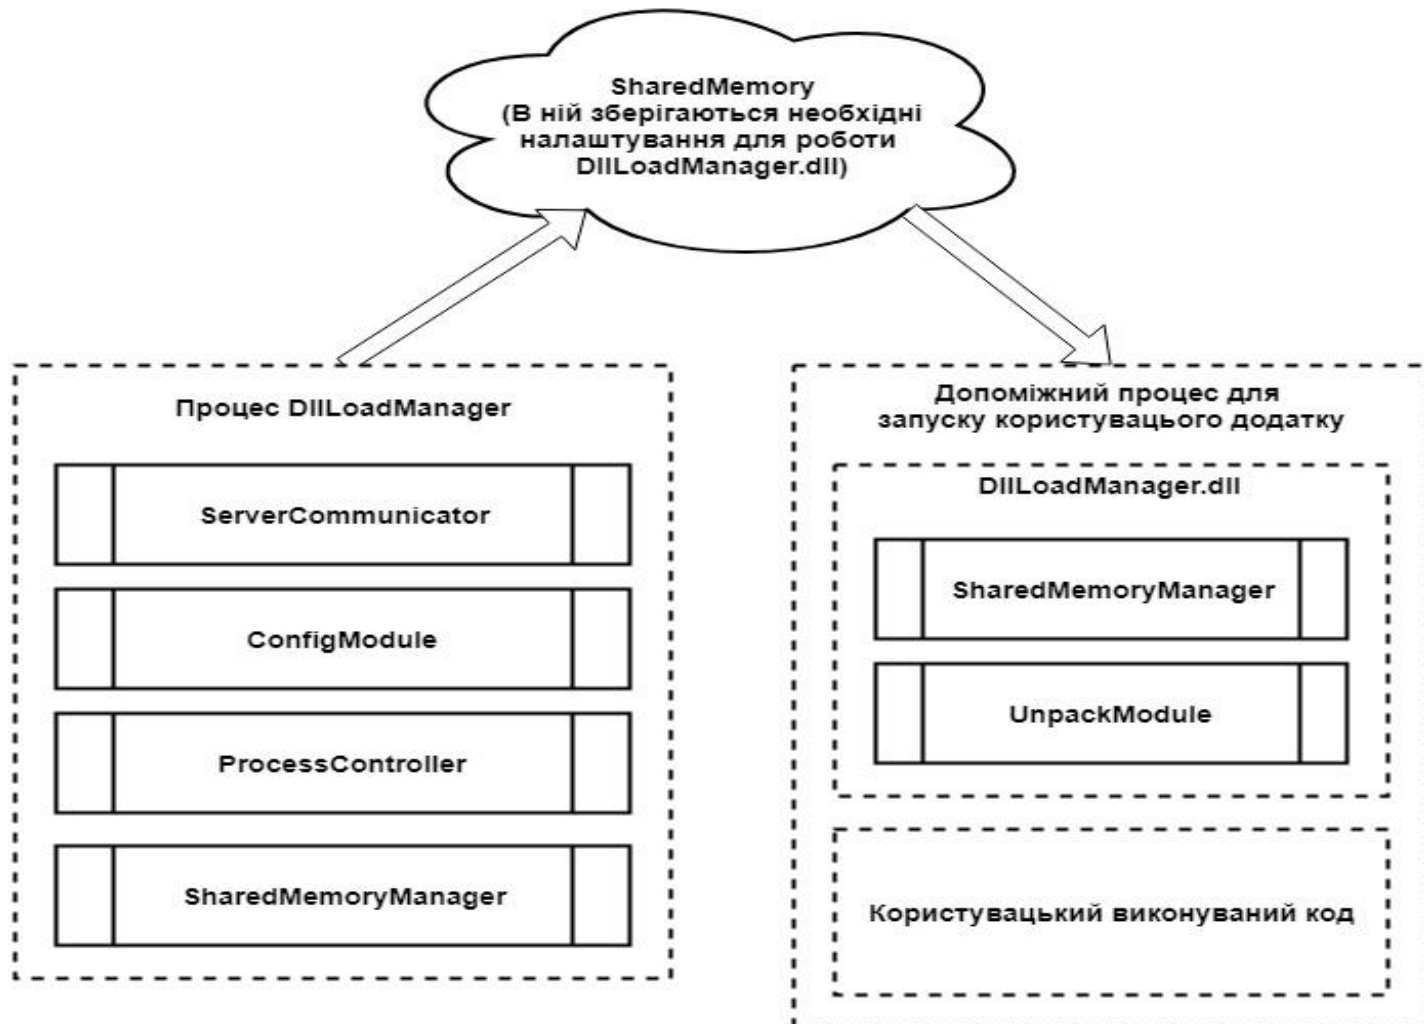 SharedMemory
(В ній зберігаються необхідні
налаштування для роботи
DllLoadManager.dll)
Процес DllLoadManager
ServerCommunicator
ConfigModule
ProcessController
SharedMemoryManager
Допоміжний процес для
запуску користувацього додатку
DllLoadManager.dll
SharedMemoryManager
UnpackModule
Користувацький виконуваний код